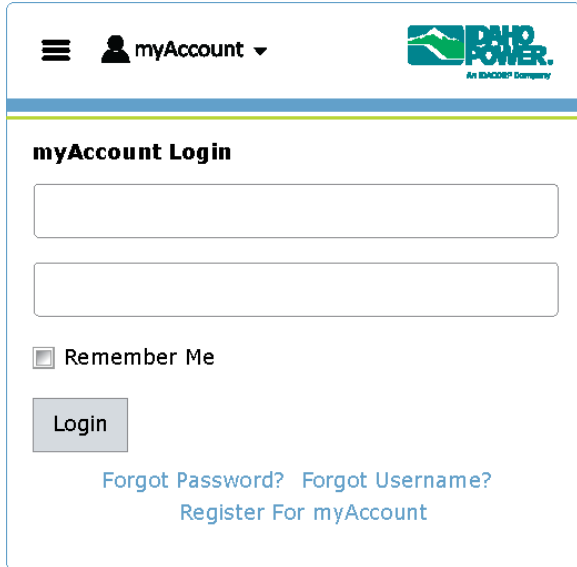 myAccount
IDAHO
POWER.
An IDACORP Company
myAccount Login
Remember Me
Login
Forgot Password? Forgot Username?
Register For myAccount